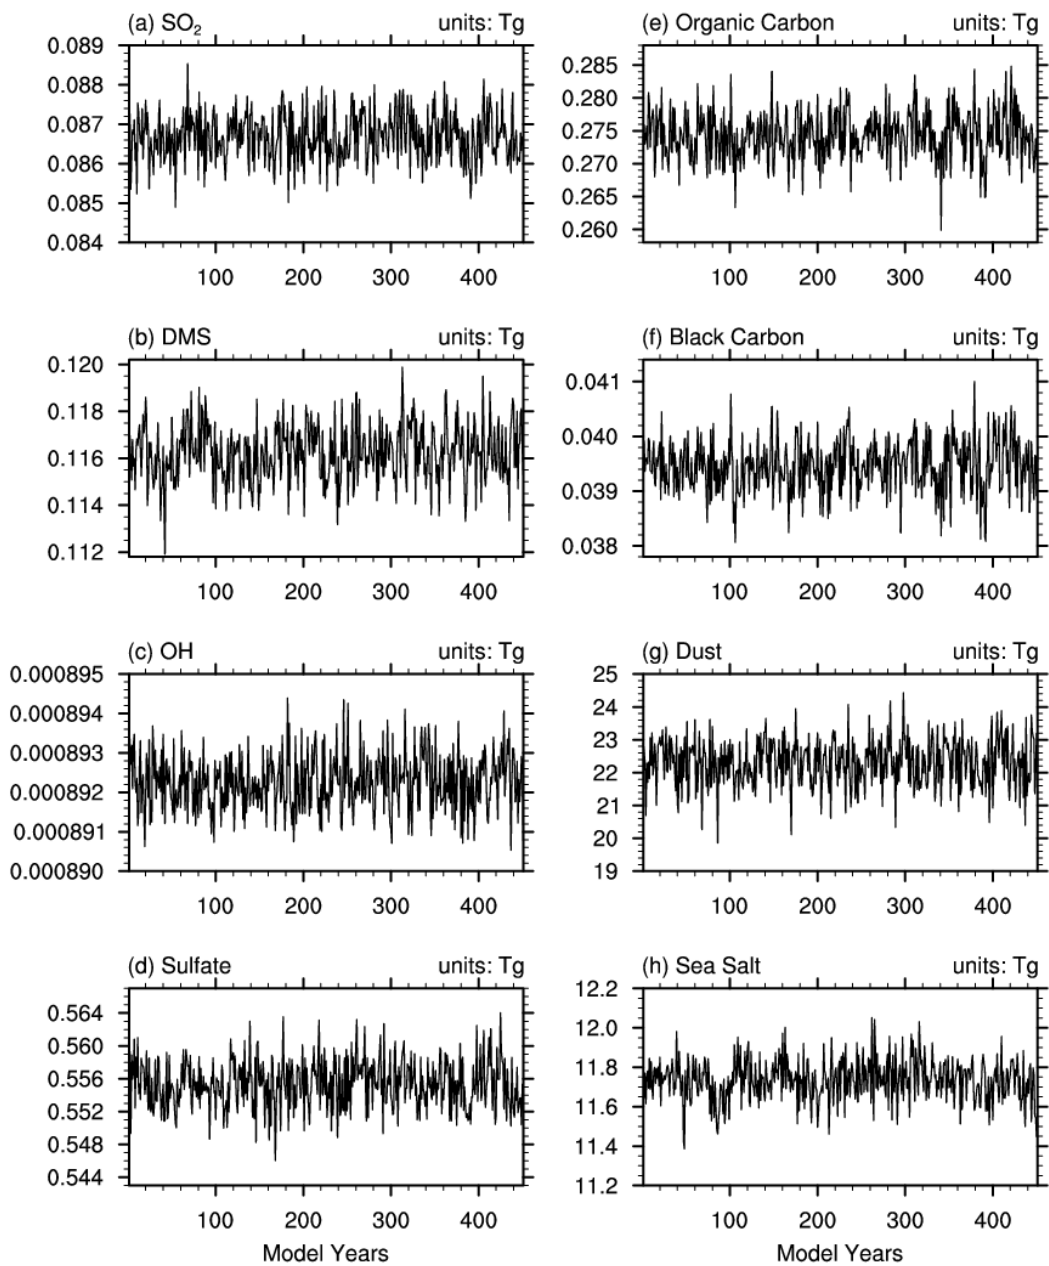 (a) SO₂ units: Tg
0.089
0.088
0.087
0.086
0.085
0.084
100 200 300 400
(e) Organic Carbon units: Tg
0.285
0.280
0.275
0.270
0.265
0.260
100 200 300 400
(b) DMS units: Tg
0.120
0.118
0.116
0.114
0.112
100 200 300 400
(f) Black Carbon units: Tg
0.041
0.040
0.039
0.038
100 200 300 400
(c) OH units: Tg
0.000895
0.000894
0.000893
0.000892
0.000891
0.000890
100 200 300 400
(g) Dust units: Tg
25
24
23
22
21
20
19
100 200 300 400
(d) Sulfate units: Tg
0.564
0.560
0.556
0.552
0.548
0.544
100 200 300 400
Model Years
(h) Sea Salt units: Tg
12.2
12.0
11.8
11.6
11.4
11.2
100 200 300 400
Model Years